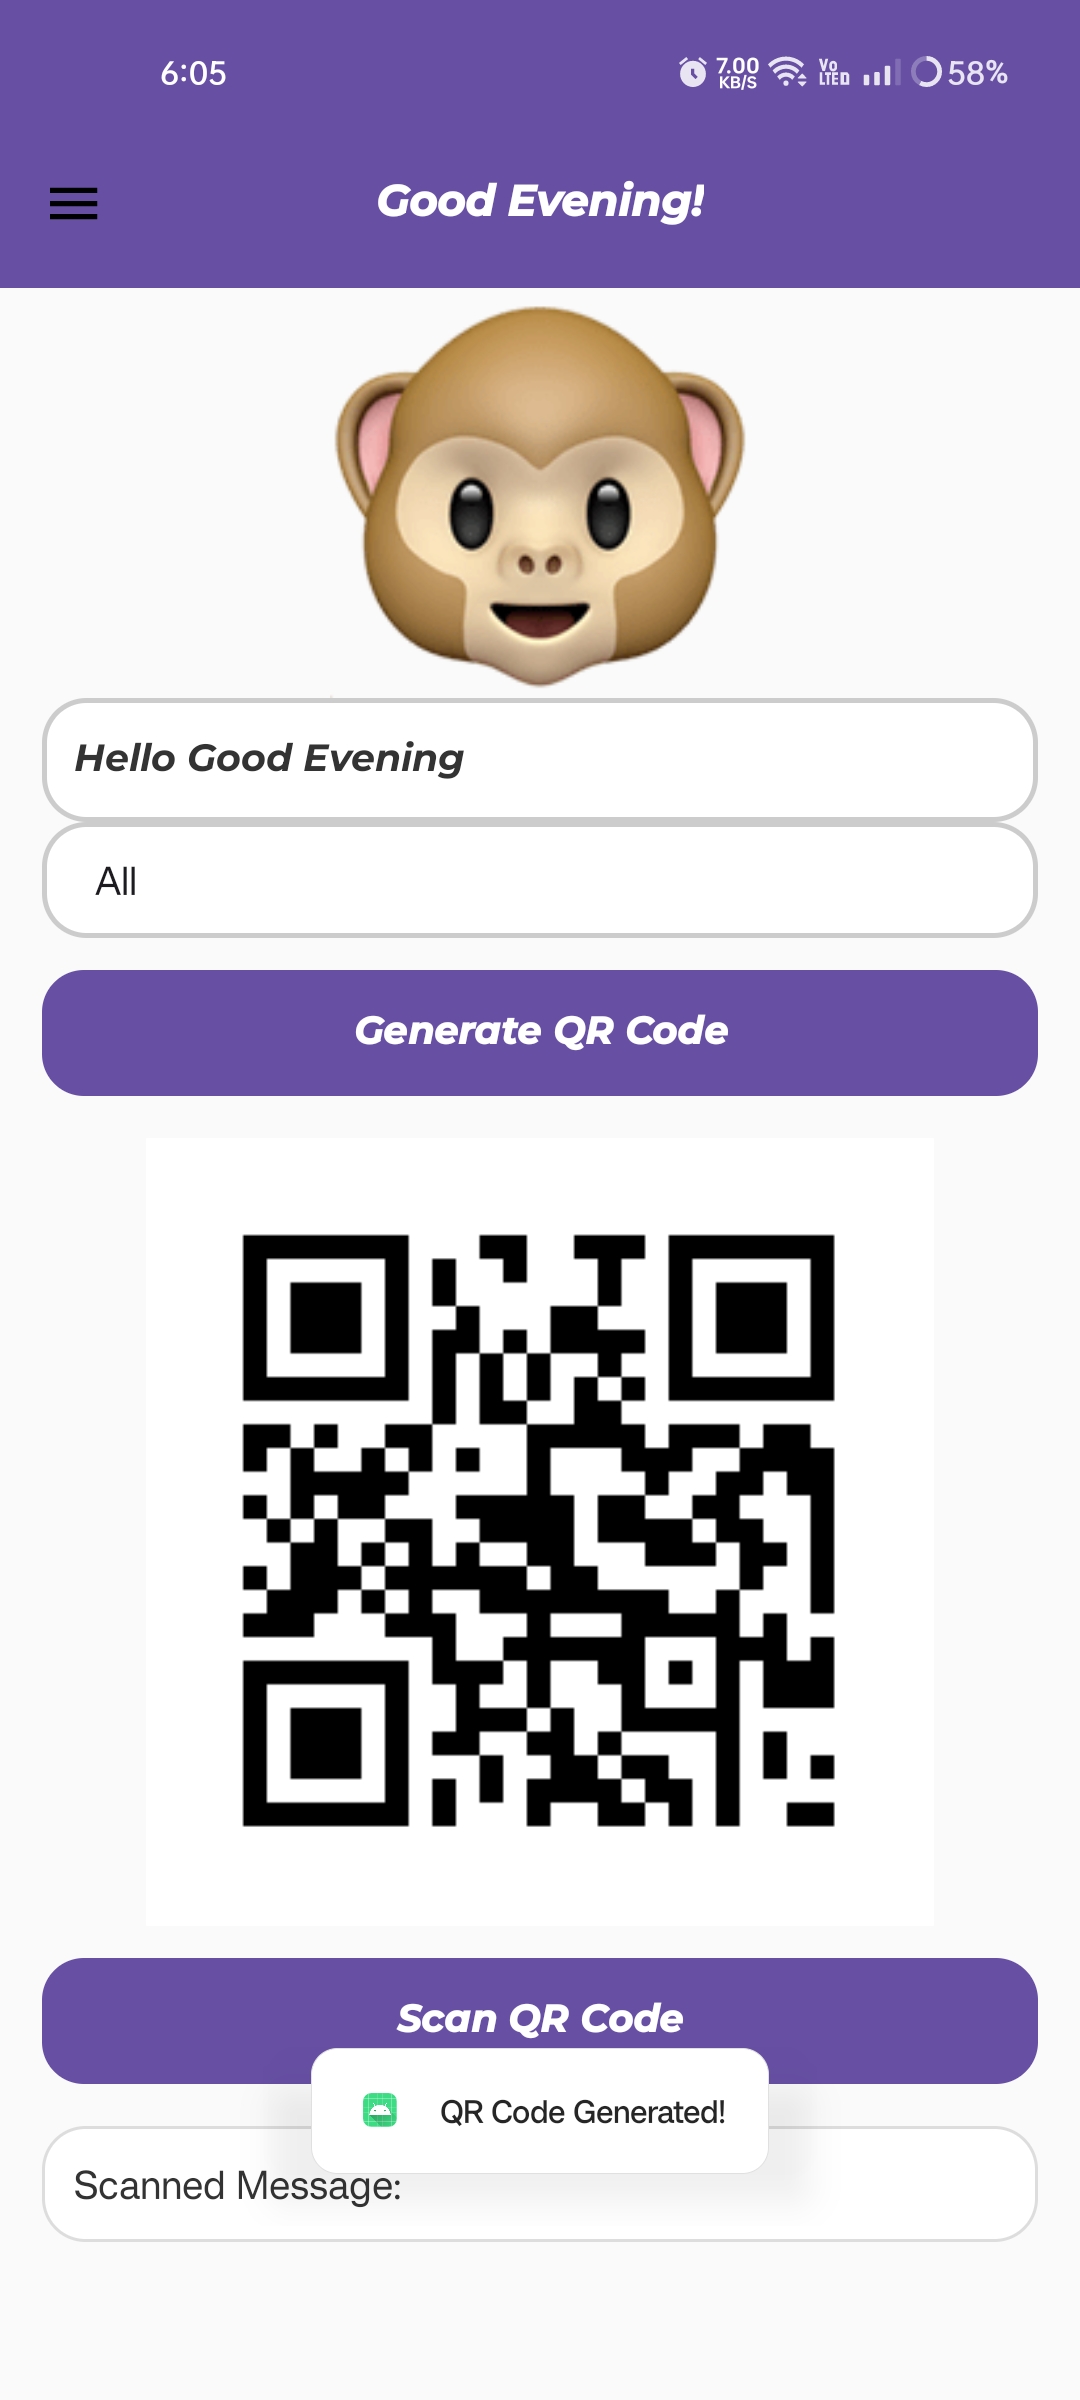 6:05
7.00
KB/S
Vo
LTED
58%
Good Evening!
Hello Good Evening
All
Generate QR Code
Scan QR Code
QR Code Generated!
Scanned Message: